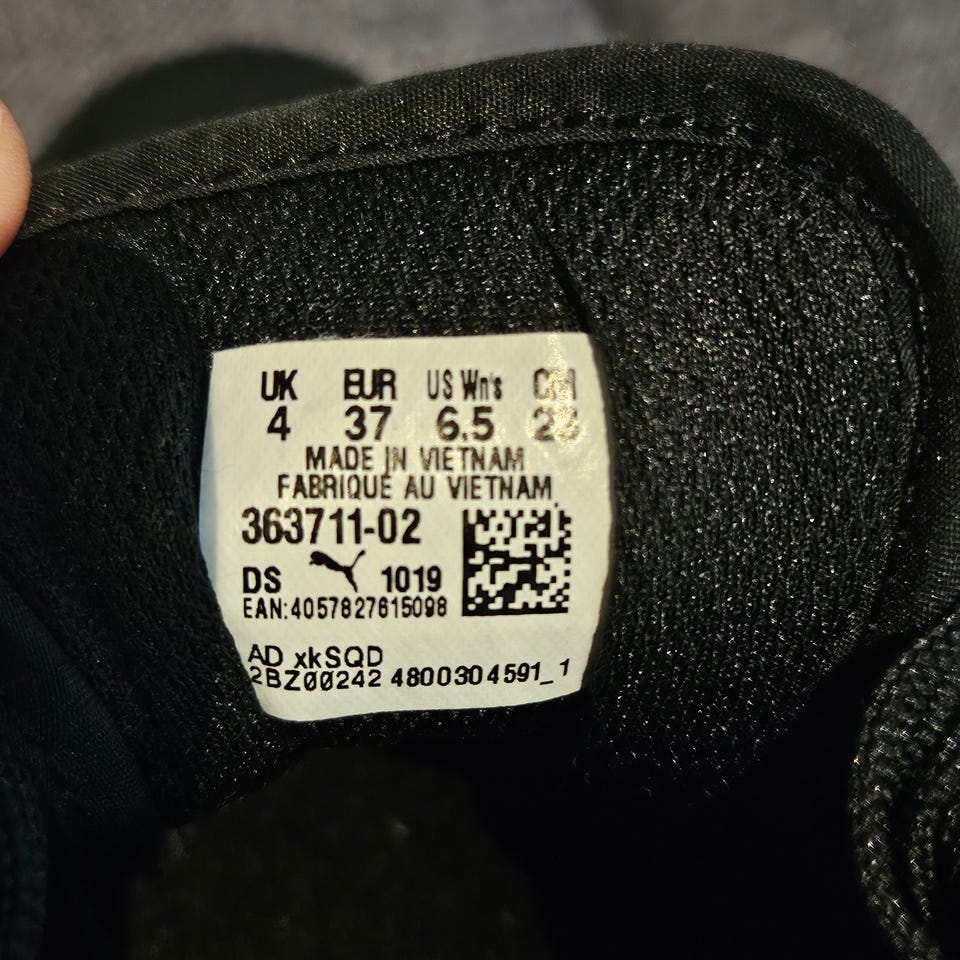 UK EUR US Wn's
4 37 6.5
MADE IN VIETNAM
FABRIQUÉ AU VIETNAM
363711-02
DS 1019
EAN:4057827615098
AD xkSQD
2BZ00242 4800304591_1